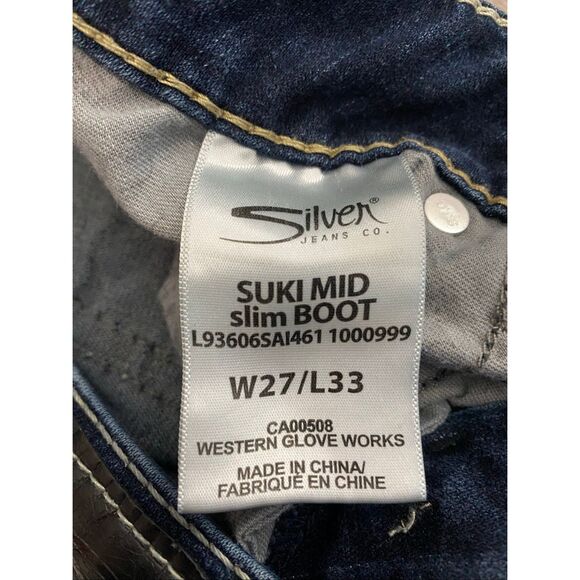 Silver®
JEANS CO.
SUKI MID
slim BOOT
L93606SAI461 1000999
W27/L33
CA00508
WESTERN GLOVE WORKS
MADE IN CHINA/
FABRIQUÉ EN CHINE